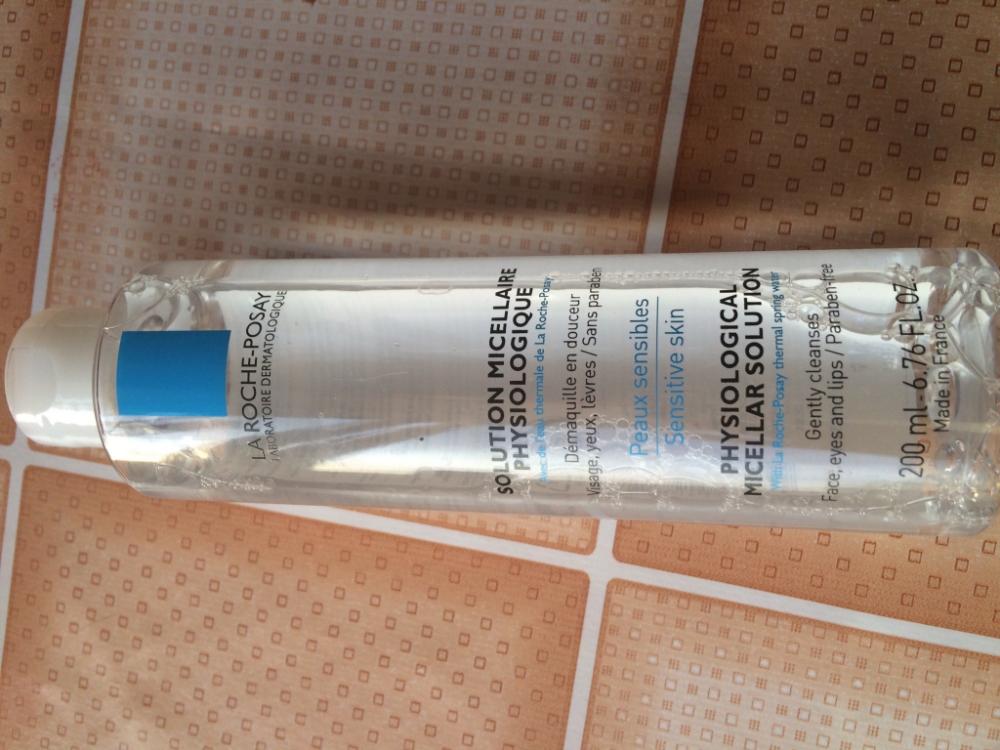 LA ROCHE-POSAY
LABORATOIRE DERMATOLOGIQUE
SOLUTION MICELLAIRE
PHYSIOLOGIQUE
Avec de l'eau thermale de La Roche-Posay
Démaquille en douceur
Visage, yeux, lèvres / Sans paraben
Peaux sensibles
Sensitive skin
PHYSIOLOGICAL
MICELLAR SOLUTION
With La Roche-Posay thermal spring water
Gently cleanses
Face, eyes and lips / Paraben-free
200 ml - 6.76 FL.OZ.
Made in France